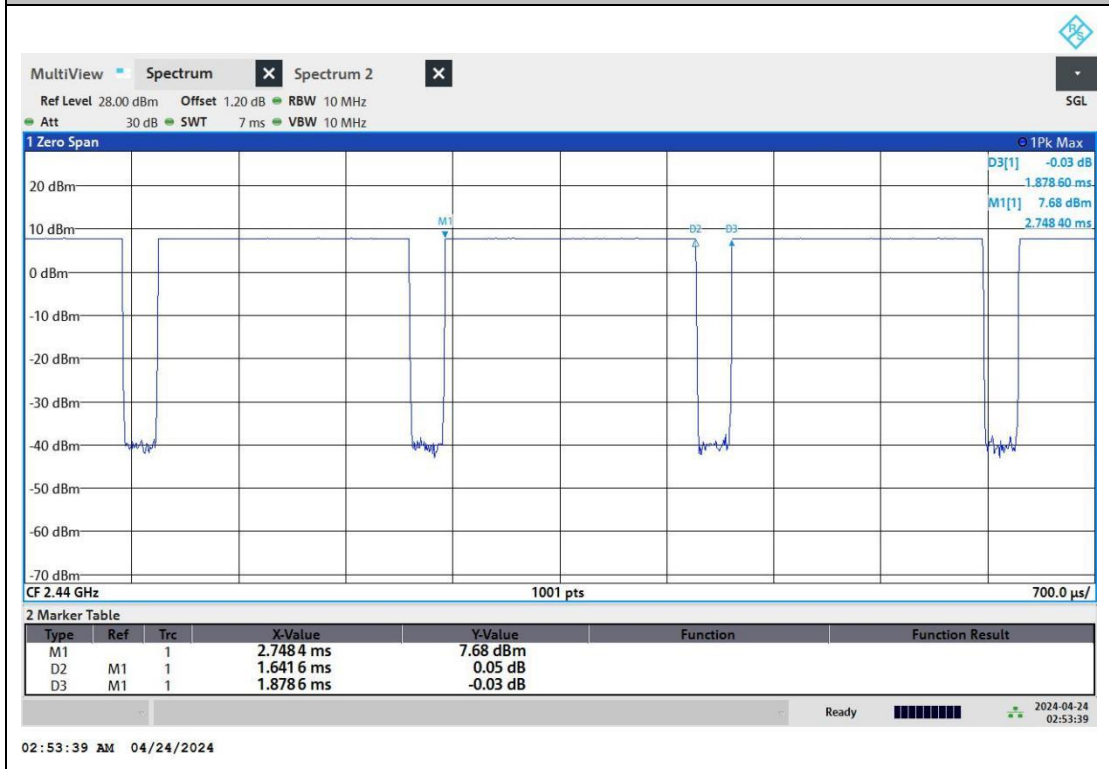 R&S
MultiView Spectrum Spectrum 2
Ref Level 28.00 dBm Offset 1.20 dB RBW 10 MHz SGL
Att 30 dB SWT 7 ms VBW 10 MHz
1 Zero Span 1Pk Max
D3[1] -0.03 dB
1.878 60 ms
20 dBm
M1[1] 7.68 dBm
2.748 40 ms
M1 D2 D3
10 dBm
0 dBm
-10 dBm
-20 dBm
-30 dBm
-40 dBm
-50 dBm
-60 dBm
-70 dBm
CF 2.44 GHz 1001 pts 700.0 µs/
2 Marker Table
Type Ref Trc X-Value Y-Value Function Function Result
M1 1 2.748 4 ms 7.68 dBm
D2 M1 1 1.641 6 ms 0.05 dB
D3 M1 1 1.878 6 ms -0.03 dB
Ready 2024-04-24
02:53:39
02:53:39 AM 04/24/2024